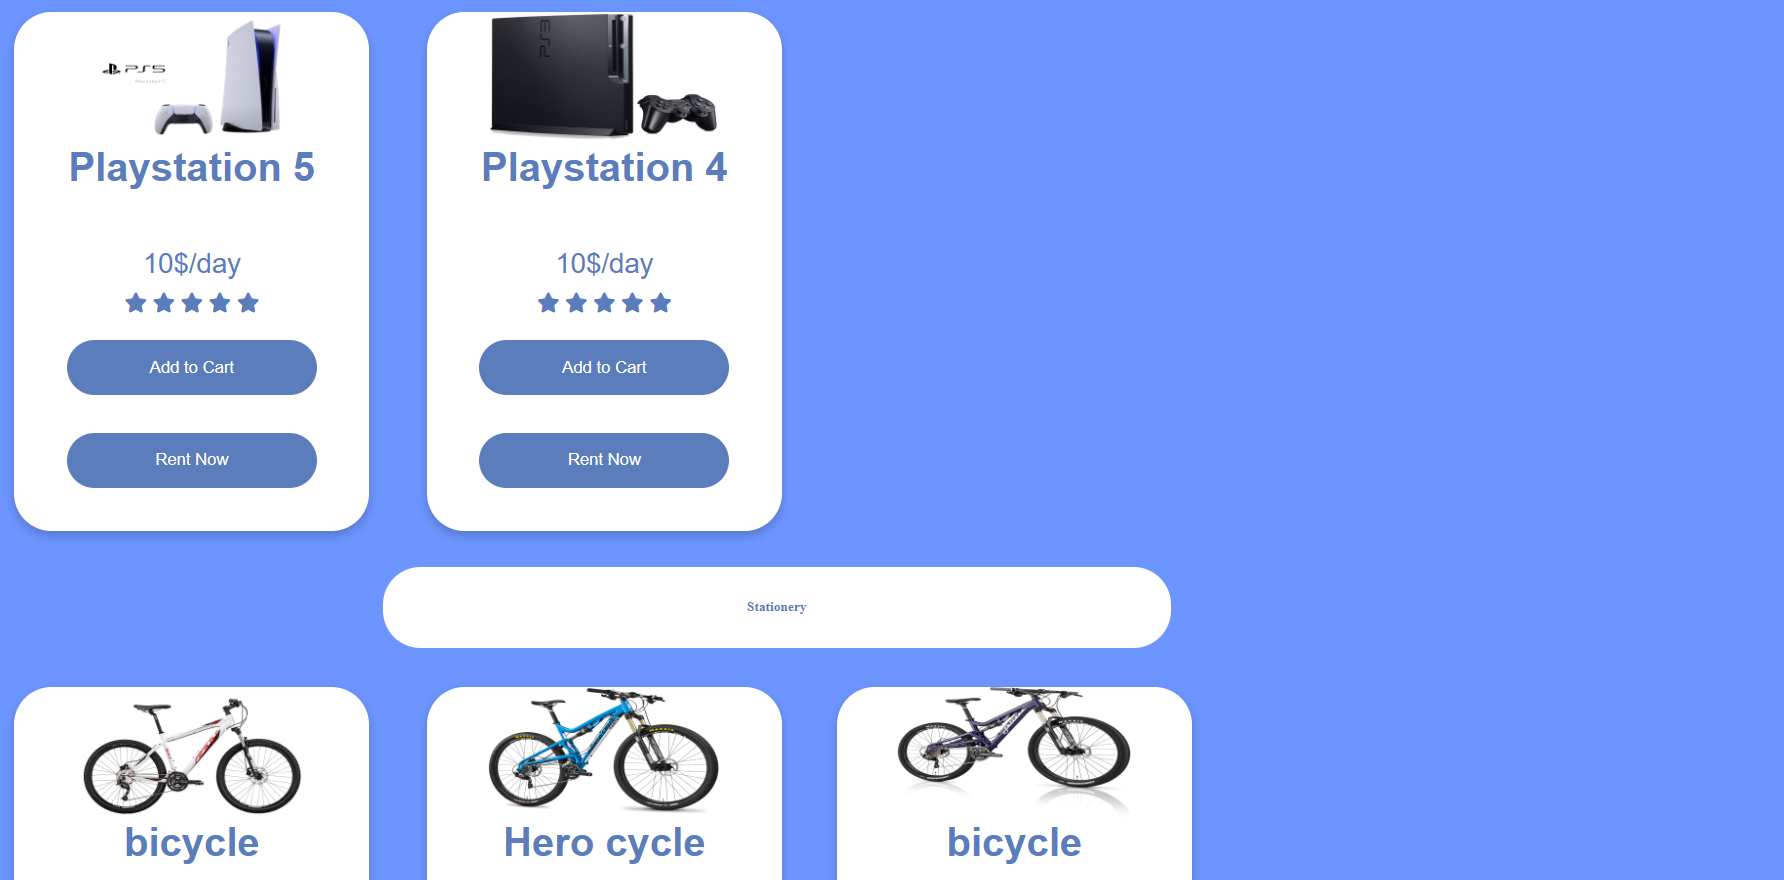 PS5
PS3
Playstation 5
Playstation 4
10$/day
10$/day
Add to Cart
Add to Cart
Rent Now
Rent Now
Stationery
bicycle
Hero cycle
bicycle